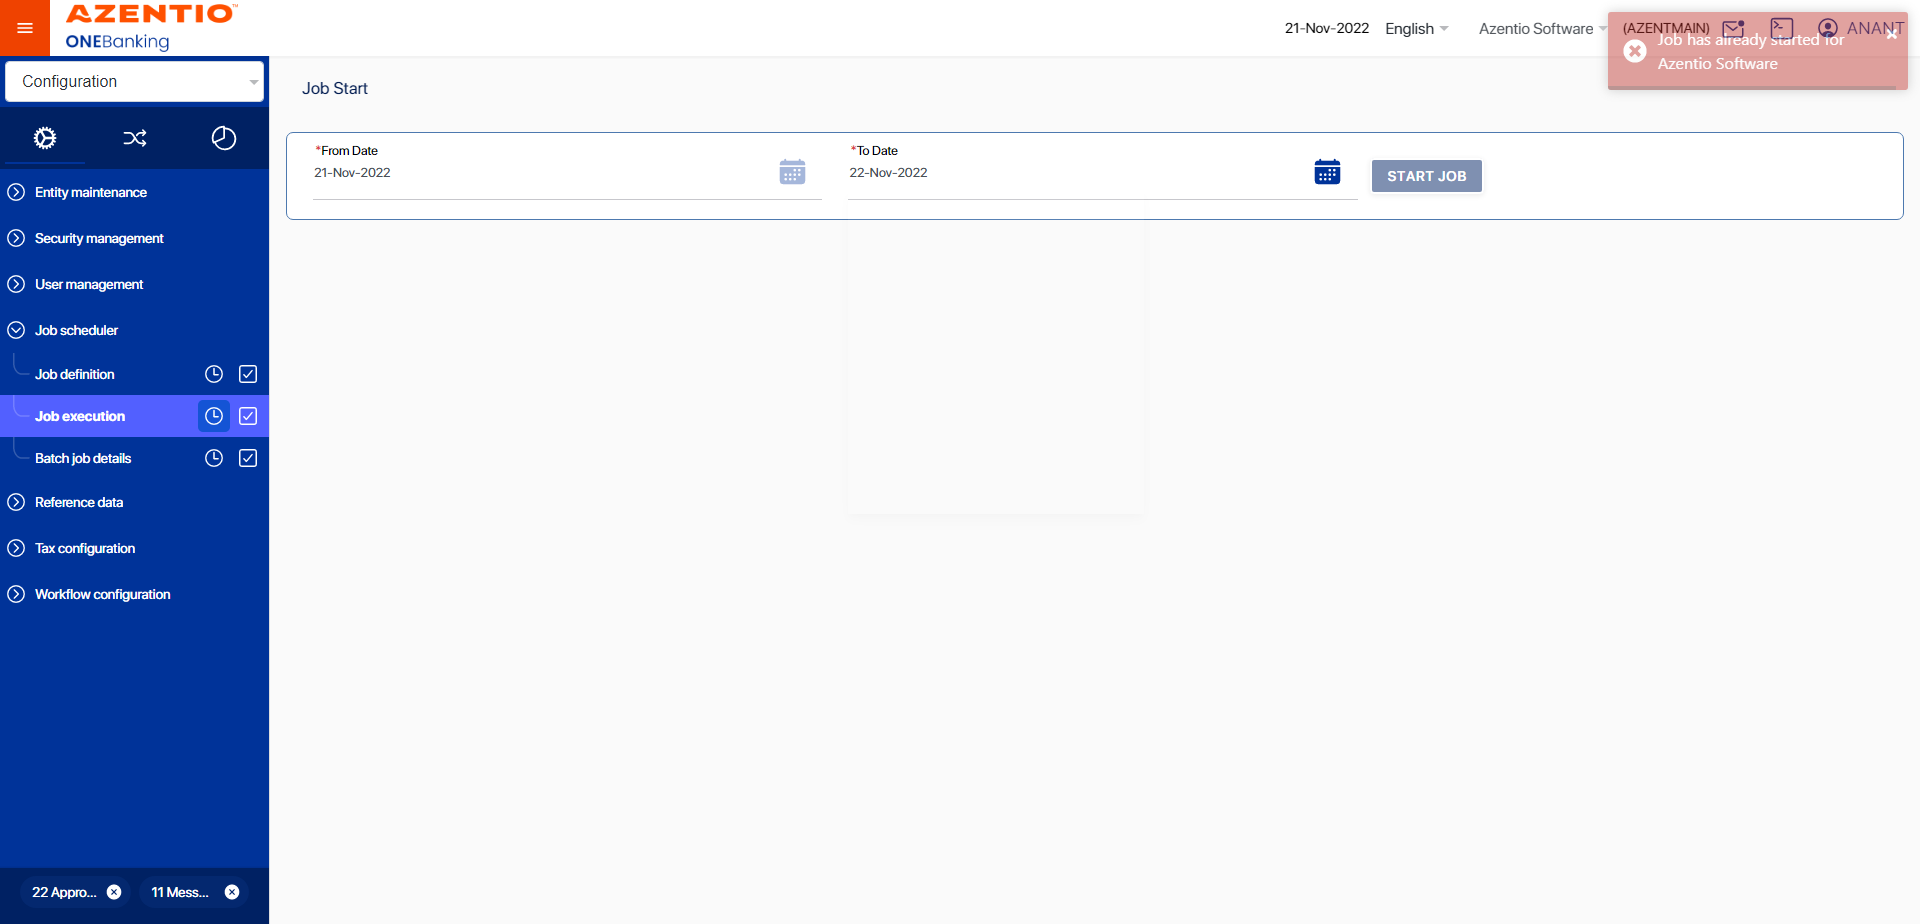 AZENTIO™
ONEBanking
21-Nov-2022
English
Azentio Software
(AZENTMAIN)
ANANT
Job has already started for
Azentio Software
Configuration
Job Start
*From Date
21-Nov-2022
*To Date
22-Nov-2022
START JOB
Entity maintenance
Security management
User management
Job scheduler
Job definition
Job execution
Batch job details
Reference data
Tax configuration
Workflow configuration
22 Appro...
11 Mess...